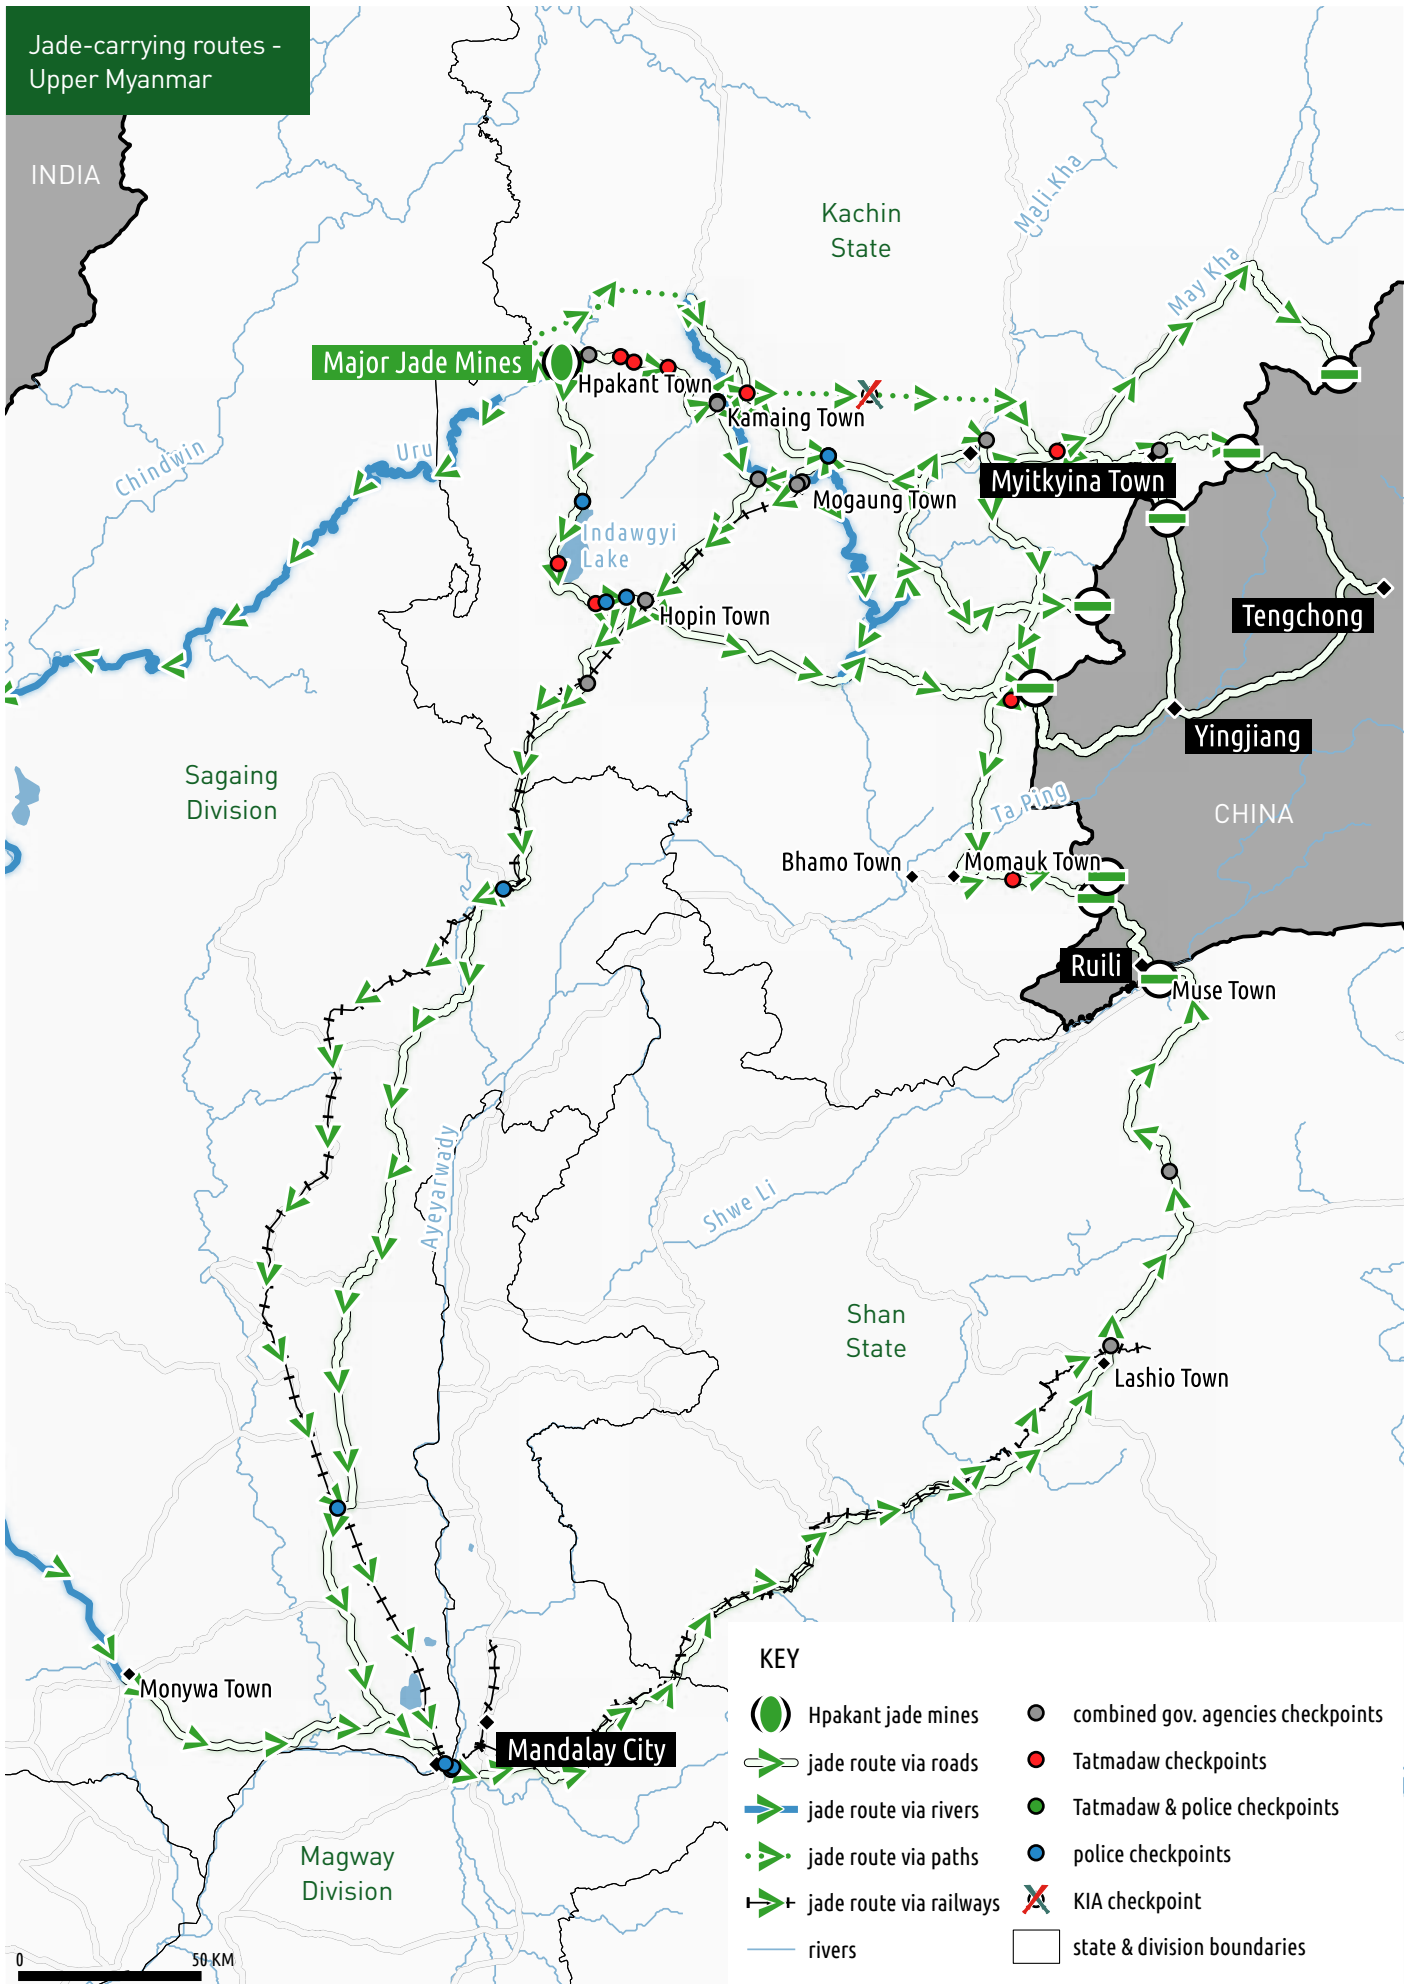 Jade-carrying routes -
Upper Myanmar
INDIA
Kachin
State
Mali Kha
May Kha
Major Jade Mines
Hpakant Town
Kamaing Town
Chindwin
Uru
Myitkyina Town
Mogaung Town
Indawgyi
Lake
Tengchong
Hopin Town
Yingjiang
Sagaing
Division
Ta Ping
CHINA
Bhamo Town
Momauk Town
Ruili
Muse Town
Ayeyarwady
Shwe Li
Shan
State
Lashio Town
Monywa Town
Mandalay City
Magway
Division
0 50 KM
KEY
Hpakant jade mines
jade route via roads
jade route via rivers
jade route via paths
jade route via railways
rivers
combined gov. agencies checkpoints
Tatmadaw checkpoints
Tatmadaw & police checkpoints
police checkpoints
KIA checkpoint
state & division boundaries